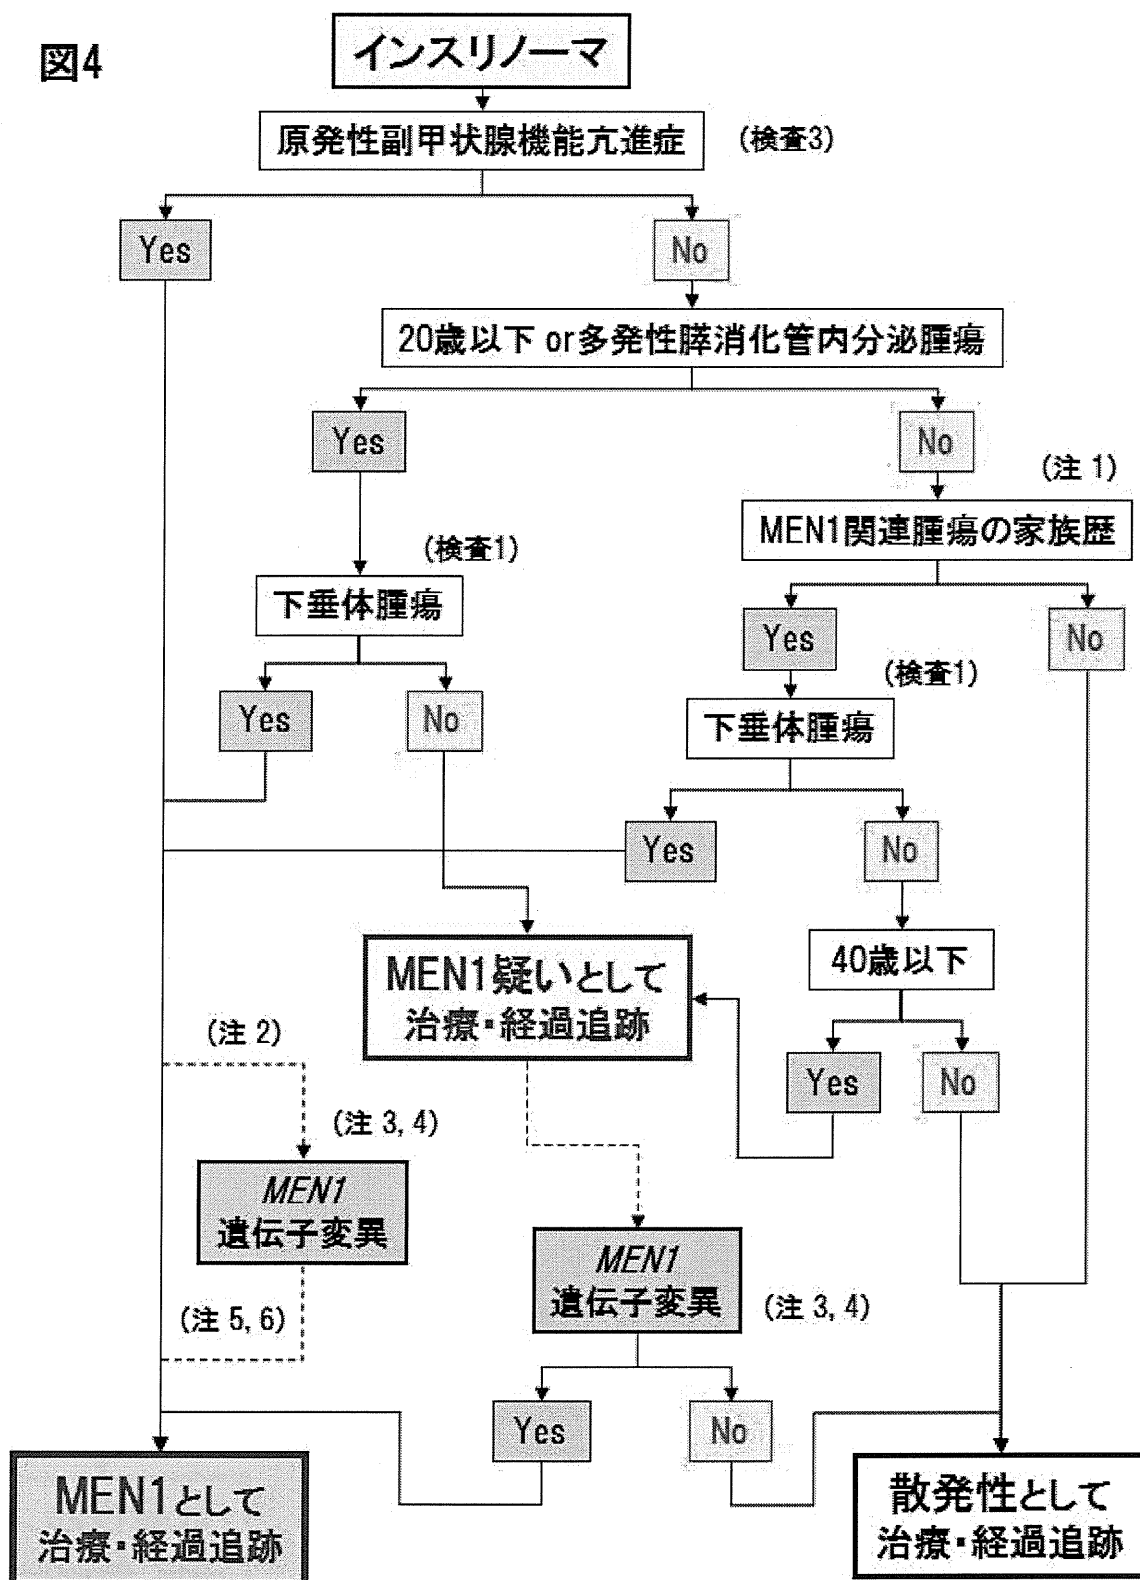 図4
インスリノーマ
原発性副甲状腺機能亢進症
(検査3)
Yes
No
20歳以下 or多発性膵消化管内分泌腫瘍
Yes
No
(注 1)
MEN1関連腫瘍の家族歴
(検査1)
下垂体腫瘍
Yes
No
(検査1)
Yes
No
下垂体腫瘍
Yes
No
40歳以下
MEN1疑いとして
治療・経過追跡
(注 2)
Yes
No
(注 3, 4)
MEN1
遺伝子変異
MEN1
遺伝子変異
(注 3, 4)
(注 5, 6)
Yes
No
MEN1として
治療・経過追跡
散発性として
治療・経過追跡